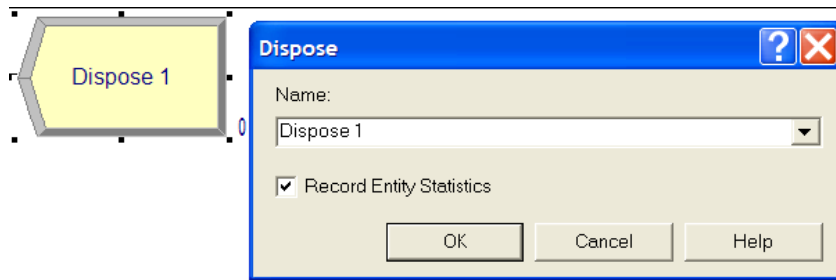 Dispose 1
0
Dispose
?
Name:
Dispose 1
Record Entity Statistics
OK Cancel Help